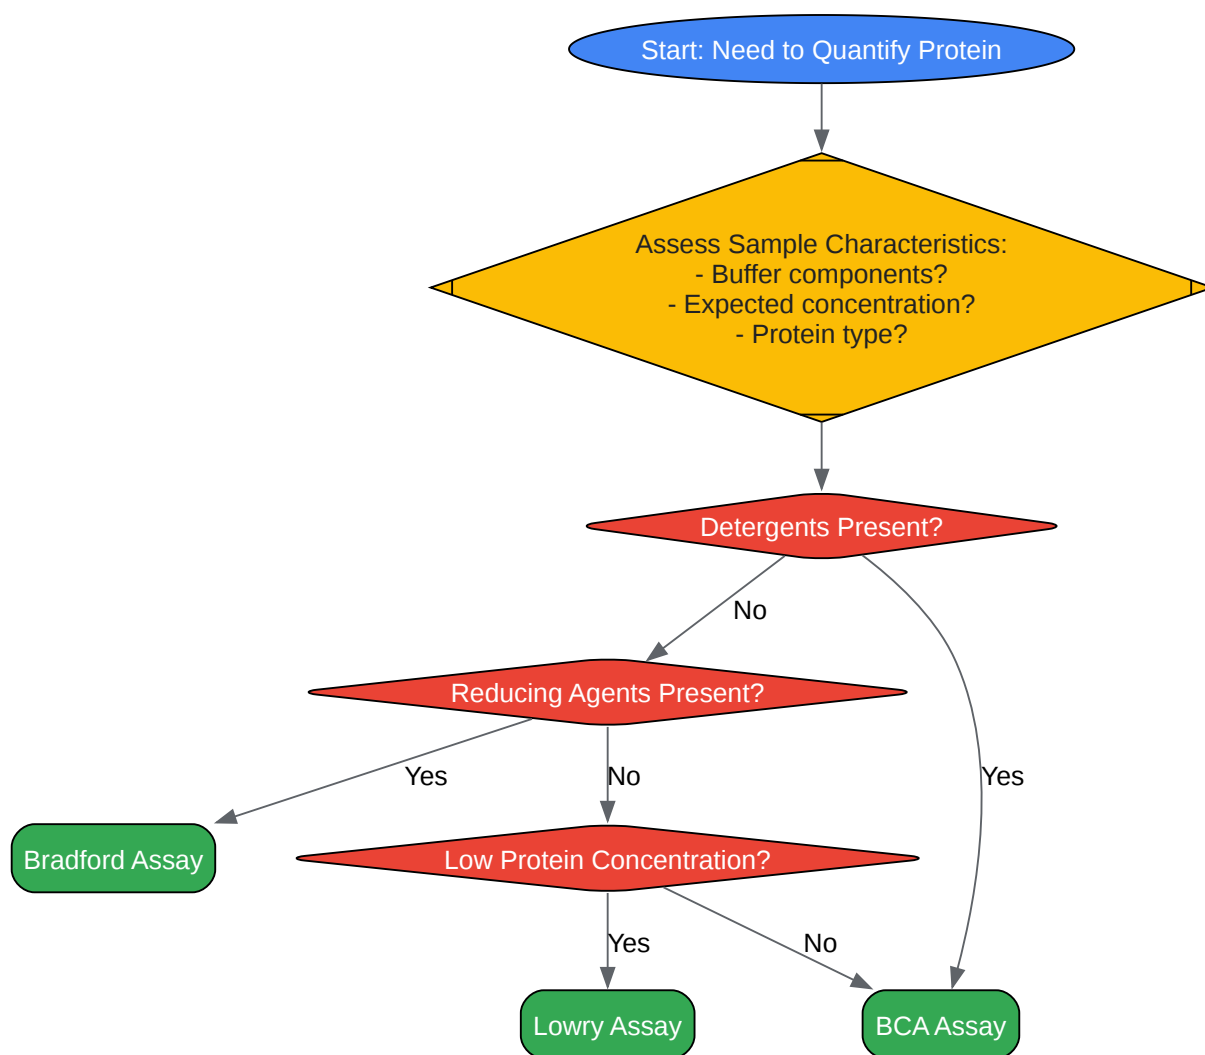 Start: Need to Quantify Protein
Assess Sample Characteristics:
- Buffer components?
- Expected concentration?
- Protein type?
Detergents Present?
No
Reducing Agents Present?
Yes
No
Yes
Bradford Assay
Low Protein Concentration?
Yes
No
Lowry Assay
BCA Assay